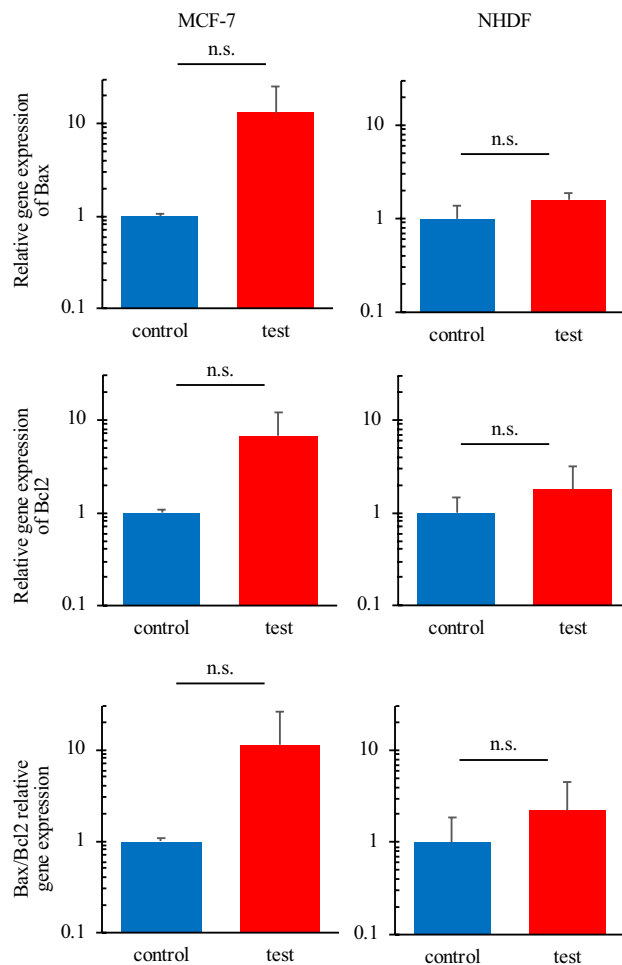 MCF-7
NHDF
n.s.
n.s.
Relative gene expression
of Bax
10
1
0.1
10
1
0.1
control
test
control
test
n.s.
n.s.
Relative gene expression
of Bcl2
10
1
0.1
10
1
0.1
control
test
control
test
n.s.
n.s.
Bax/Bcl2 relative
gene expression
10
1
0.1
10
1
0.1
control
test
control
test